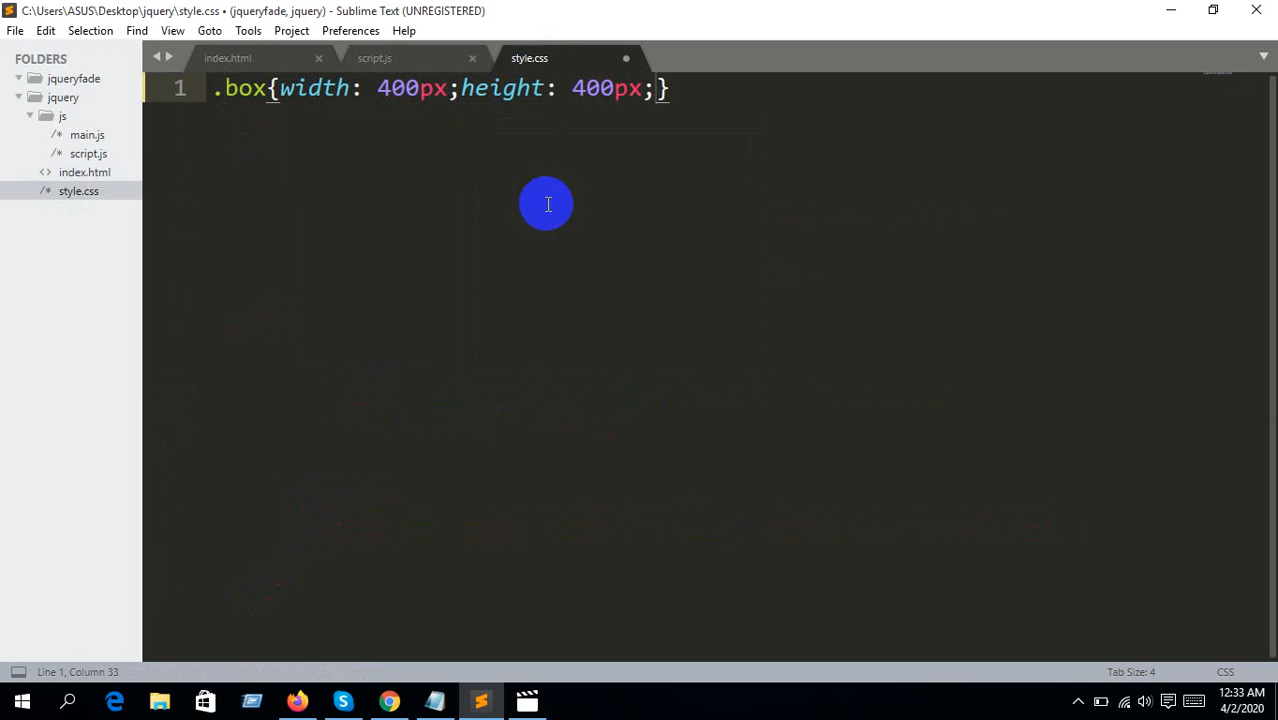 C:\Users\ASUS\Desktop\jquery\style.css • (jqueryfade, jquery) - Sublime Text (UNREGISTERED)
File Edit Selection Find View Goto Tools Project Preferences Help
FOLDERS
index.html
script.js
style.css
jqueryfade
jquery
js
/* main.js
/* script.js
<> index.html
/* style.css
1 .box{width: 400px;height: 400px;}
Line 1, Column 33
Tab Size: 4
CSS
12:33 AM
4/2/2020